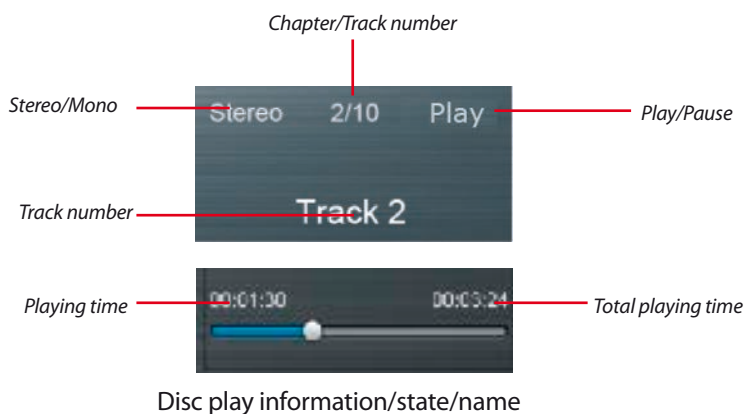 Chapter/Track number
Stereo/Mono
Stereo 2/10 Play
Play/Pause
Track number
Track 2
Playing time
00:01:30 00:03:24
Total playing time
Disc play information/state/name